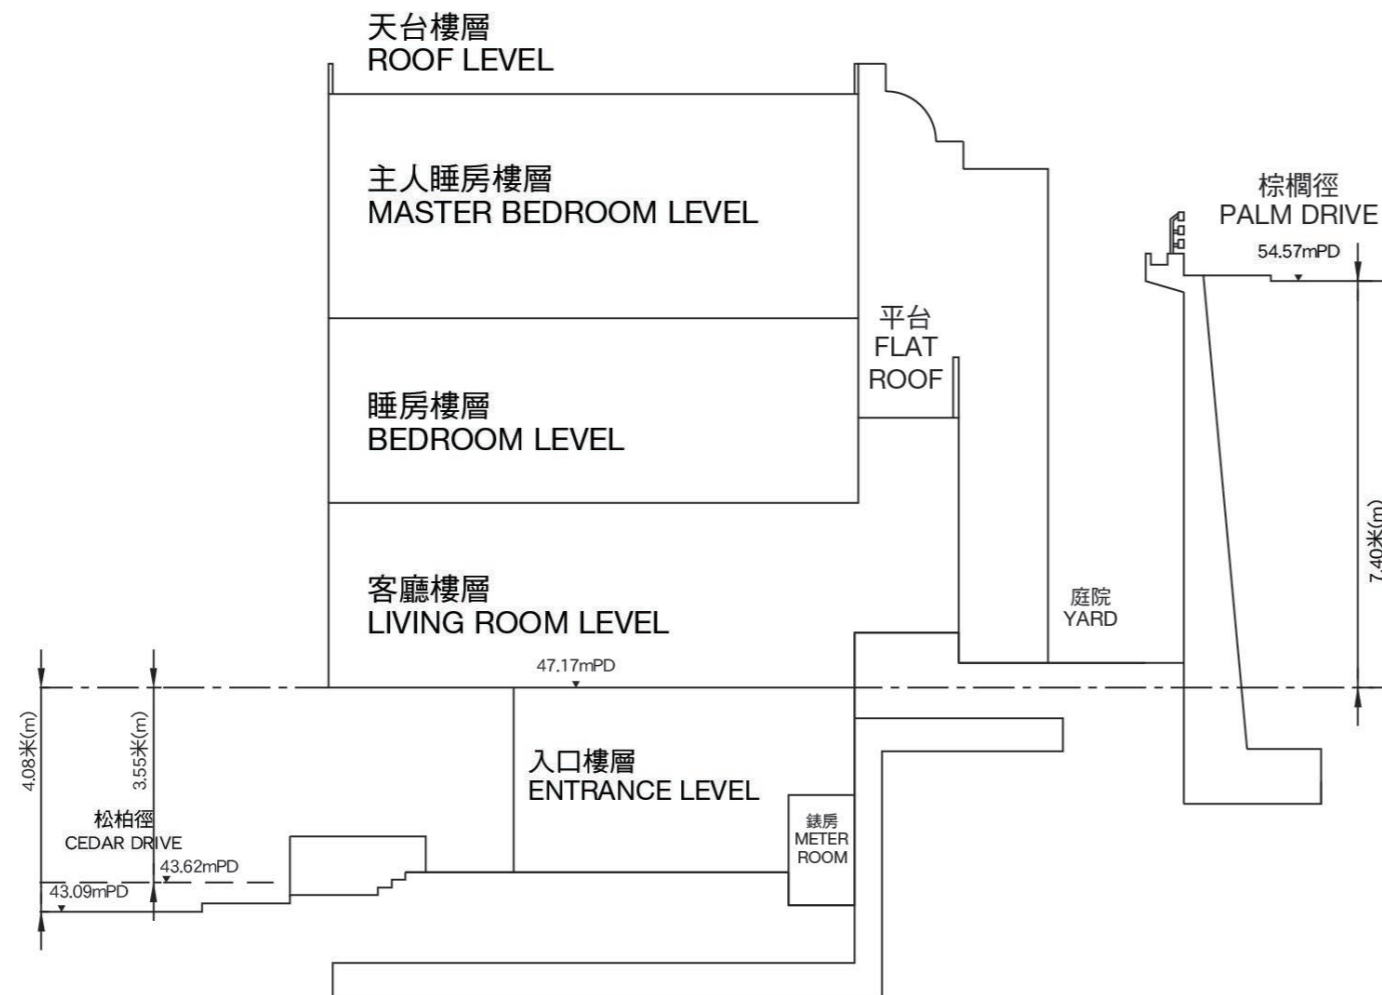 天台樓層
ROOF LEVEL
主人睡房樓層
MASTER BEDROOM LEVEL
棕櫚徑
PALM DRIVE
54.57mPD
平台
FLAT
ROOF
睡房樓層
BEDROOM LEVEL
7.40米(m)
客廳樓層
LIVING ROOM LEVEL
庭院
YARD
47.17mPD
4.08米(m)
3.55米(m)
入口樓層
ENTRANCE LEVEL
松柏徑
CEDAR DRIVE
錶房
METER
ROOM
43.62mPD
43.09mPD